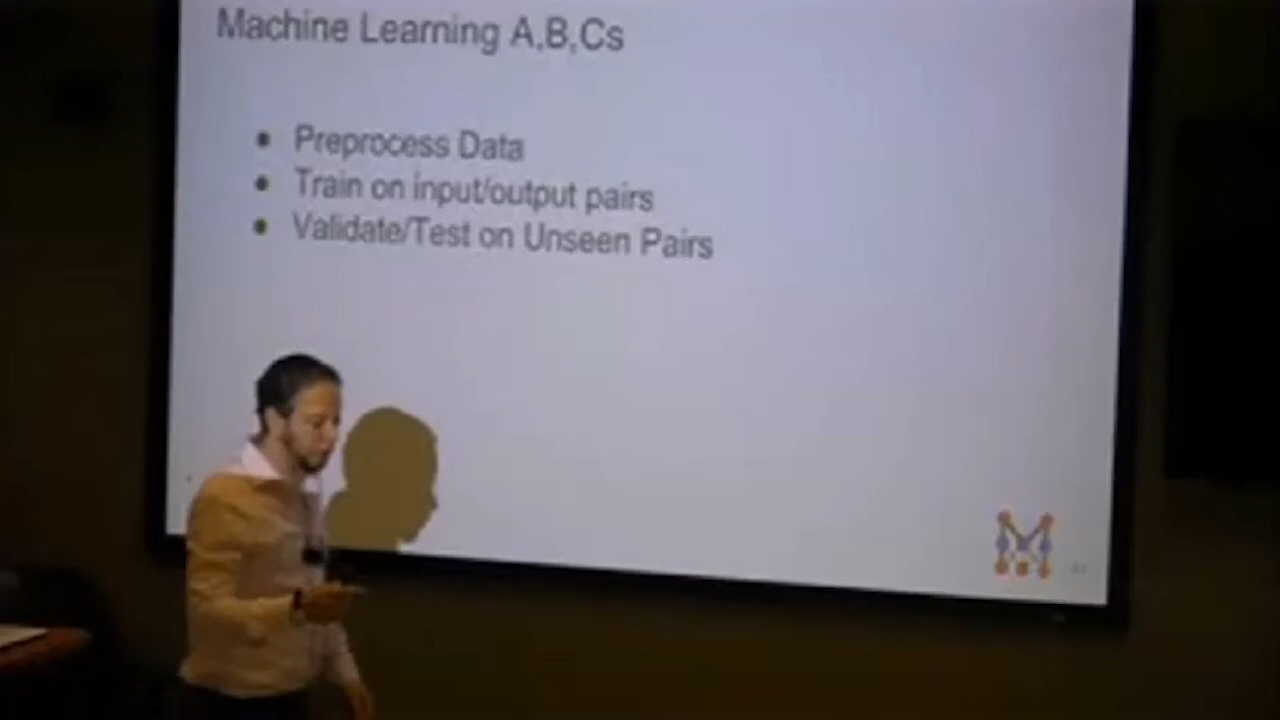 Machine Learning A,B,Cs
Preprocess Data
Train on input/output pairs
Validate/Test on Unseen Pairs